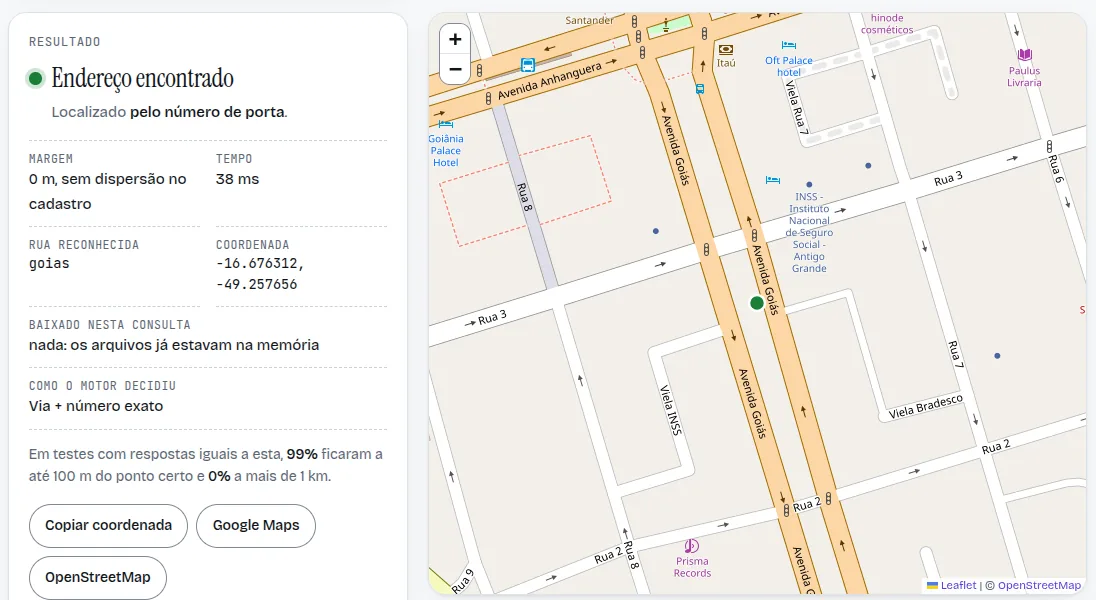 RESULTADO
Endereço encontrado
Localizado pelo número de porta.
MARGEM
0 m, sem dispersão no
cadastro
TEMPO
38 ms
RUA RECONHECIDA
goias
COORDENADA
-16.676312,
-49.257656
BAIXADO NESTA CONSULTA
nada: os arquivos já estavam na memória
COMO O MOTOR DECIDIU
Via + número exato
Em testes com respostas iguais a esta, 99% ficaram a
até 100 m do ponto certo e 0% a mais de 1 km.
Copiar coordenada
Google Maps
OpenStreetMap
+
−
Santander
hinode
cosméticos
Itaú
Oft Palace
hotel
Paulus
Livraria
Avenida Anhanguera
Viela Rua 7
Goiânia
Palace
Hotel
Avenida Goiás
Rua 8
Rua 3
Rua 6
INSS -
Instituto
Nacional
de Seguro
Social -
Antigo
Grande
Avenida Goiás
Rua 3
S
Rua 7
Viela INSS
Avenida Goiás
Viela Bradesco
Rua 2
Rua 2
Rua 2
Rua 8
Prisma
Records
Rua 9
Avenida G
Leaflet | © OpenStreetMap